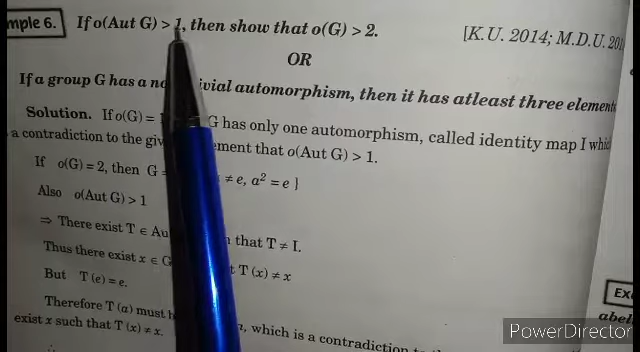 mple 6. If o(Aut G) > 1, then show that o(G) > 2. [K.U. 2014; M.D.U. 201
OR
If a group G has a no ivial automorphism, then it has atleast three element
Solution. If o(G) = G has only one automorphism, called identity map I whi
a contradiction to the giv ement that o(Aut G) > 1.
If o(G) = 2, then G = ≠ e, a² = e ]
Also o(Aut G) > 1
⇒ There exist T ∈ Au that T ≠ I.
Thus there exist x ∈ G T (x) ≠ x
But T (e) = e.
Therefore T (a) must , which is a contradiction
exist x such that T (x) ≠ x.
Ex
abel
PowerDirector